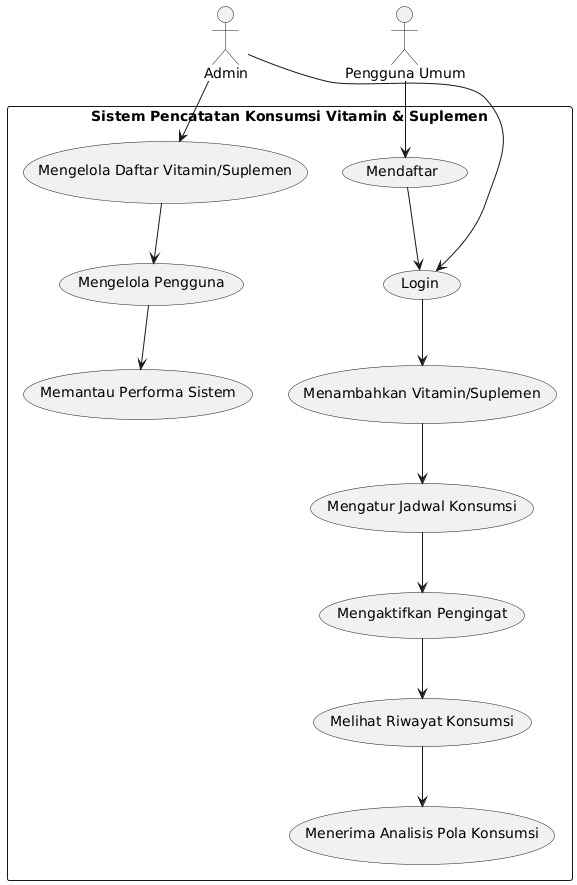 Admin
Pengguna Umum
Sistem Pencatatan Konsumsi Vitamin & Suplemen
Mengelola Daftar Vitamin/Suplemen
Mendaftar
Mengelola Pengguna
Login
Memantau Performa Sistem
Menambahkan Vitamin/Suplemen
Mengatur Jadwal Konsumsi
Mengaktifkan Pengingat
Melihat Riwayat Konsumsi
Menerima Analisis Pola Konsumsi